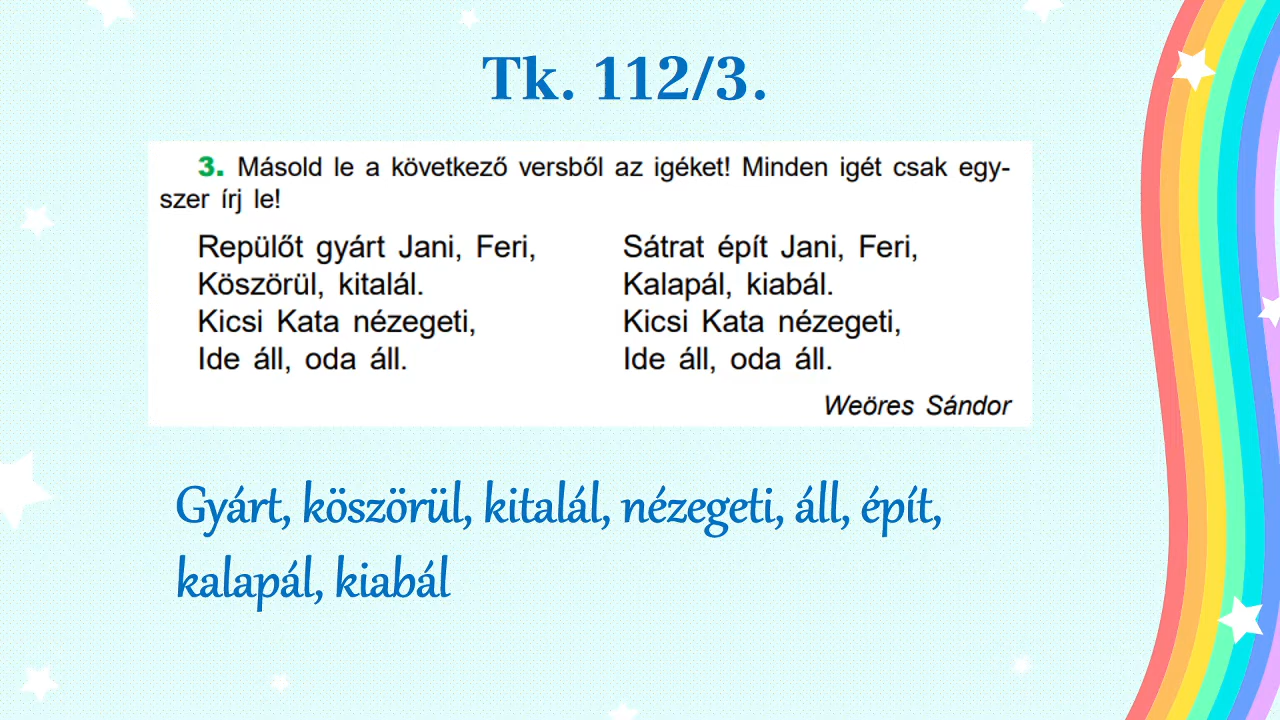 Tk. 112/3.
3. Másold le a következő versből az igéket! Minden igét csak egy-
szer írj le!
Repülőt gyárt Jani, Feri,
Köszörül, kitalál.
Kicsi Kata nézegeti,
Ide áll, oda áll.
Sátrat épít Jani, Feri,
Kalapál, kiabál.
Kicsi Kata nézegeti,
Ide áll, oda áll.
Weöres Sándor
Gyárt, köszörül, kitalál, nézegeti, áll, épít,
kalapál, kiabál